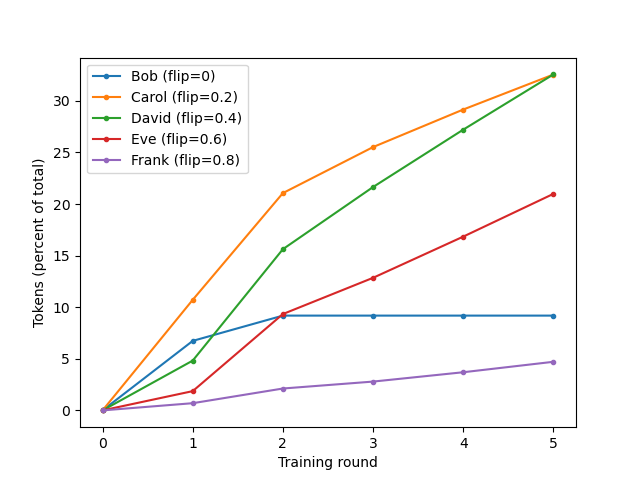 Bob (flip=0)
Carol (flip=0.2)
David (flip=0.4)
Eve (flip=0.6)
Frank (flip=0.8)
Tokens (percent of total)
30
25
20
15
10
5
0
0 1 2 3 4 5
Training round